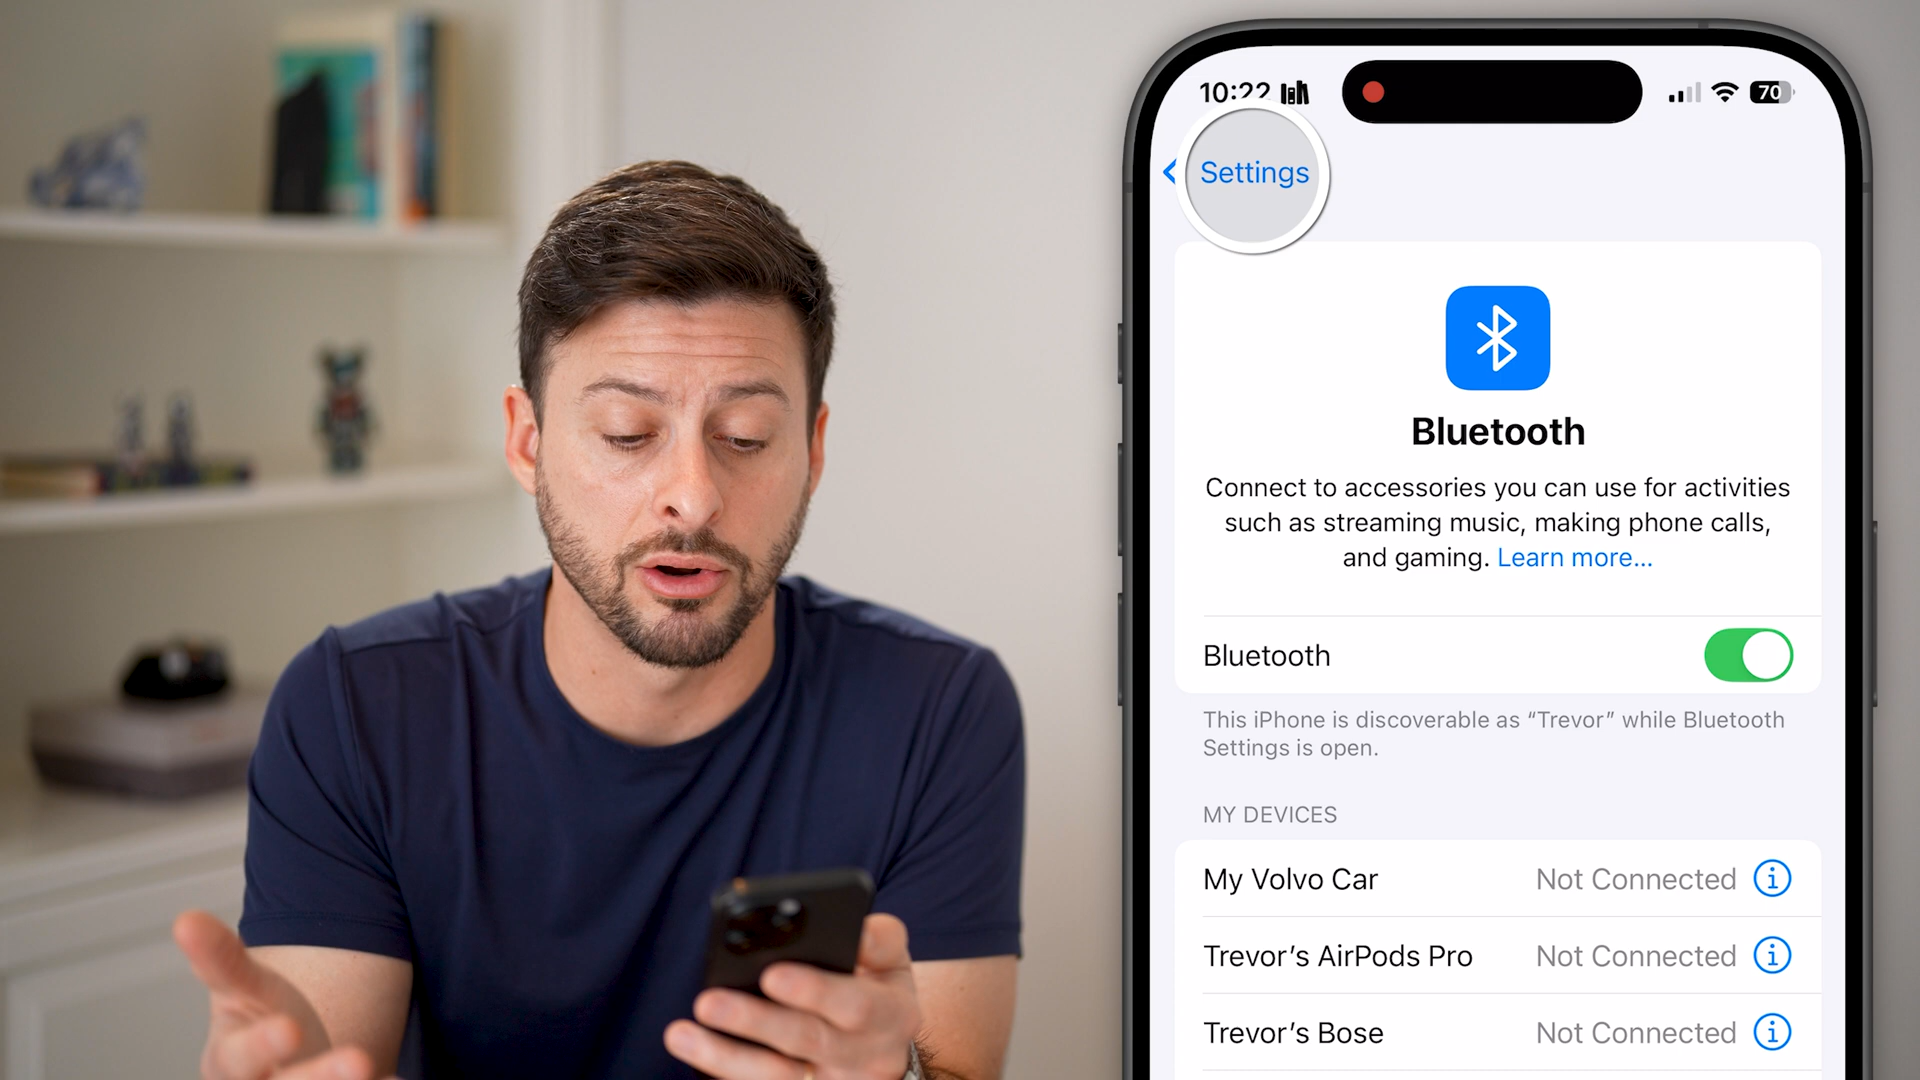 10:22
70
Settings
Bluetooth
Connect to accessories you can use for activities
such as streaming music, making phone calls,
and gaming. Learn more...
Bluetooth
This iPhone is discoverable as “Trevor” while Bluetooth
Settings is open.
MY DEVICES
My Volvo Car Not Connected
Trevor’s AirPods Pro Not Connected
Trevor’s Bose Not Connected